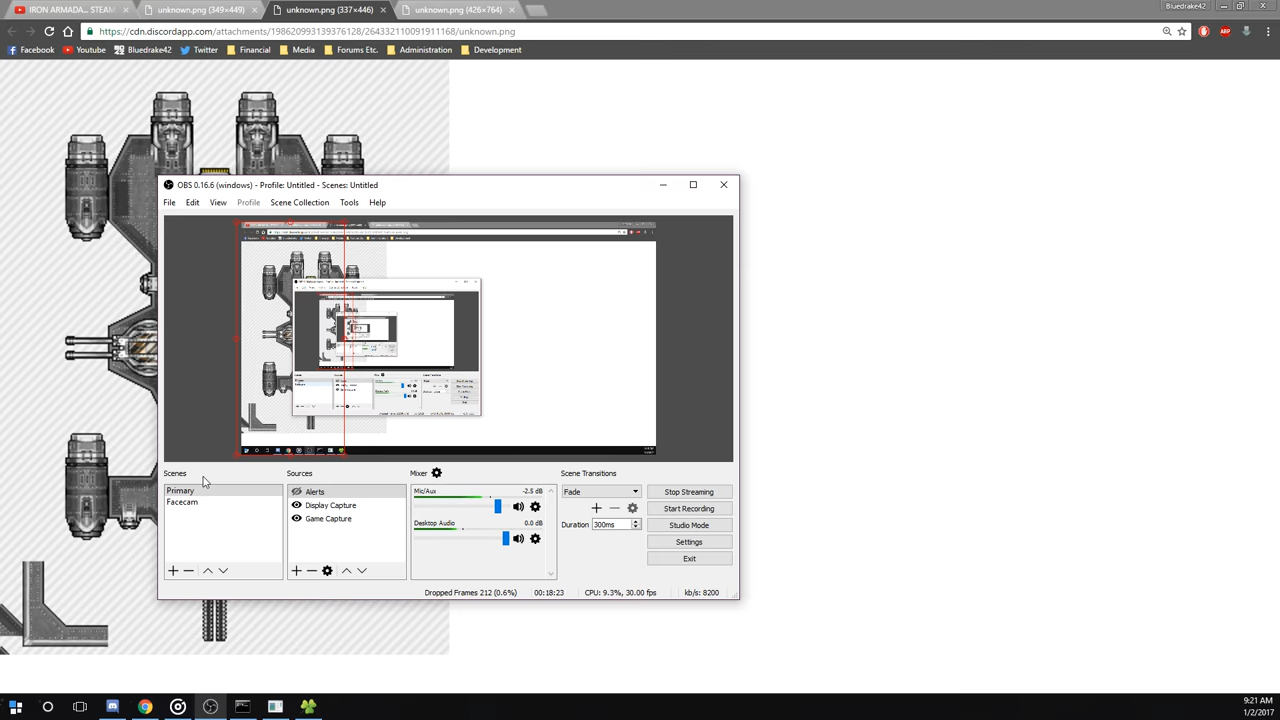 IRON ARMADA... STEAM
unknown.png (349×449)
unknown.png (337×446)
unknown.png (426×764)
Bluedrake42
https://cdn.discordapp.com/attachments/198620993139376128/264332110091911168/unknown.png
Facebook
Youtube
Bluedrake42
Twitter
Financial
Media
Forums Etc.
Administration
Development
ABP
OBS 0.16.6 (windows) - Profile: Untitled - Scenes: Untitled
File Edit View Profile Scene Collection Tools Help
Scenes
Primary
Facecam
Sources
Alerts
Display Capture
Game Capture
Mixer
Mic/Aux -2.5 dB
Desktop Audio 0.0 dB
Scene Transitions
Fade
Duration 300ms
Stop Streaming
Start Recording
Studio Mode
Settings
Exit
Dropped Frames 212 (0.6%) 00:18:23 CPU: 9.3%, 30.00 fps kb/s: 8200
9:21 AM
1/2/2017